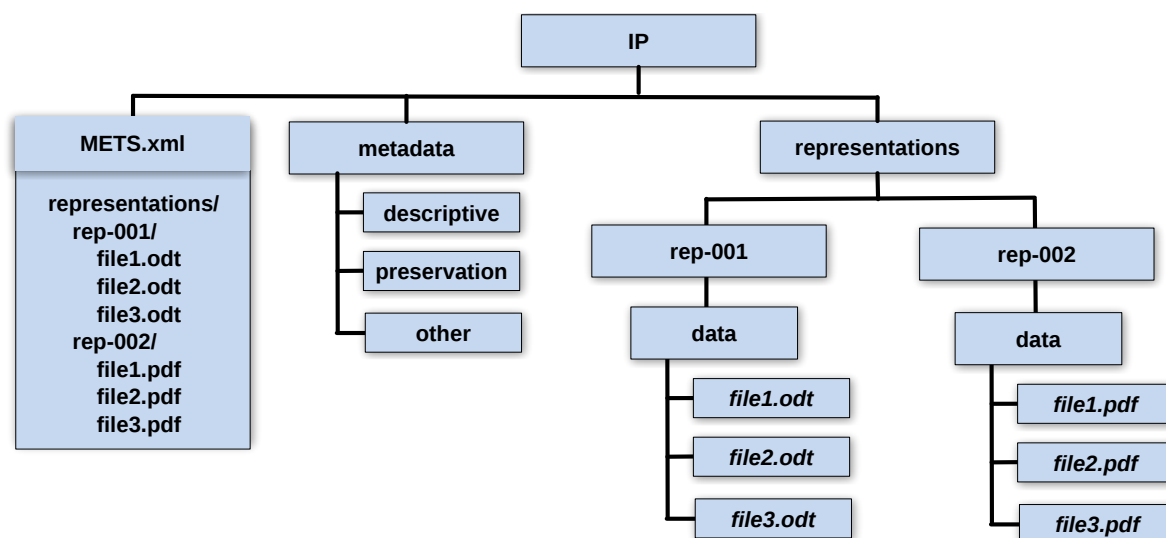 IP
METS.xml
representations/
rep-001/
file1.odt
file2.odt
file3.odt
rep-002/
file1.pdf
file2.pdf
file3.pdf
metadata
descriptive
preservation
other
representations
rep-001
data
file1.odt
file2.odt
file3.odt
rep-002
data
file1.pdf
file2.pdf
file3.pdf